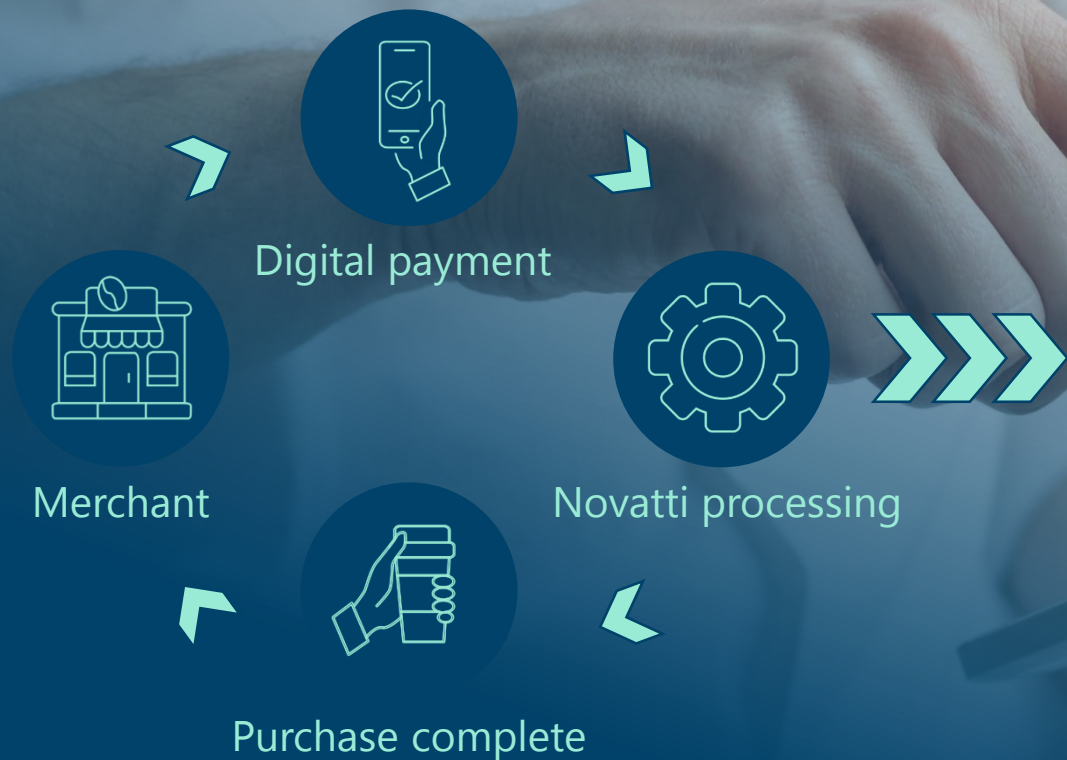 Digital payment
Merchant
Novatti processing
Purchase complete